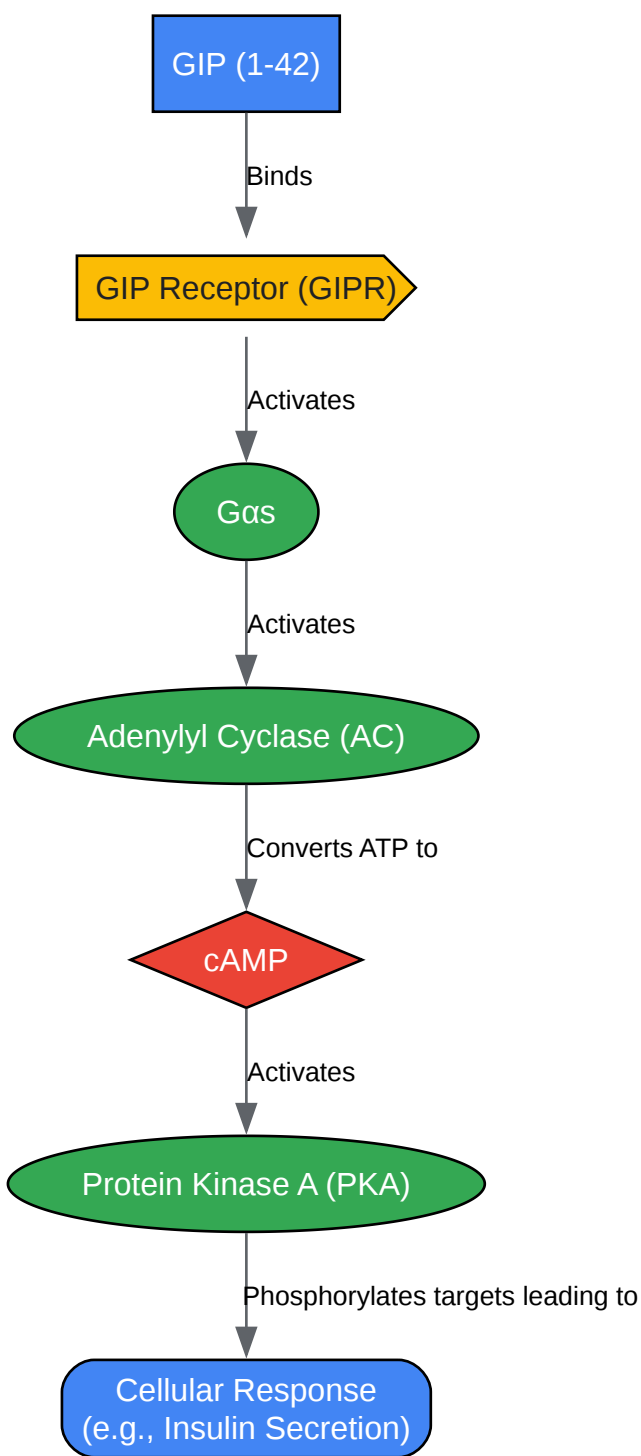 GIP (1-42)
Binds
GIP Receptor (GIPR)
Activates
Gαs
Activates
Adenylyl Cyclase (AC)
Converts ATP to
cAMP
Activates
Protein Kinase A (PKA)
Phosphorylates targets leading to
Cellular Response
(e.g., Insulin Secretion)